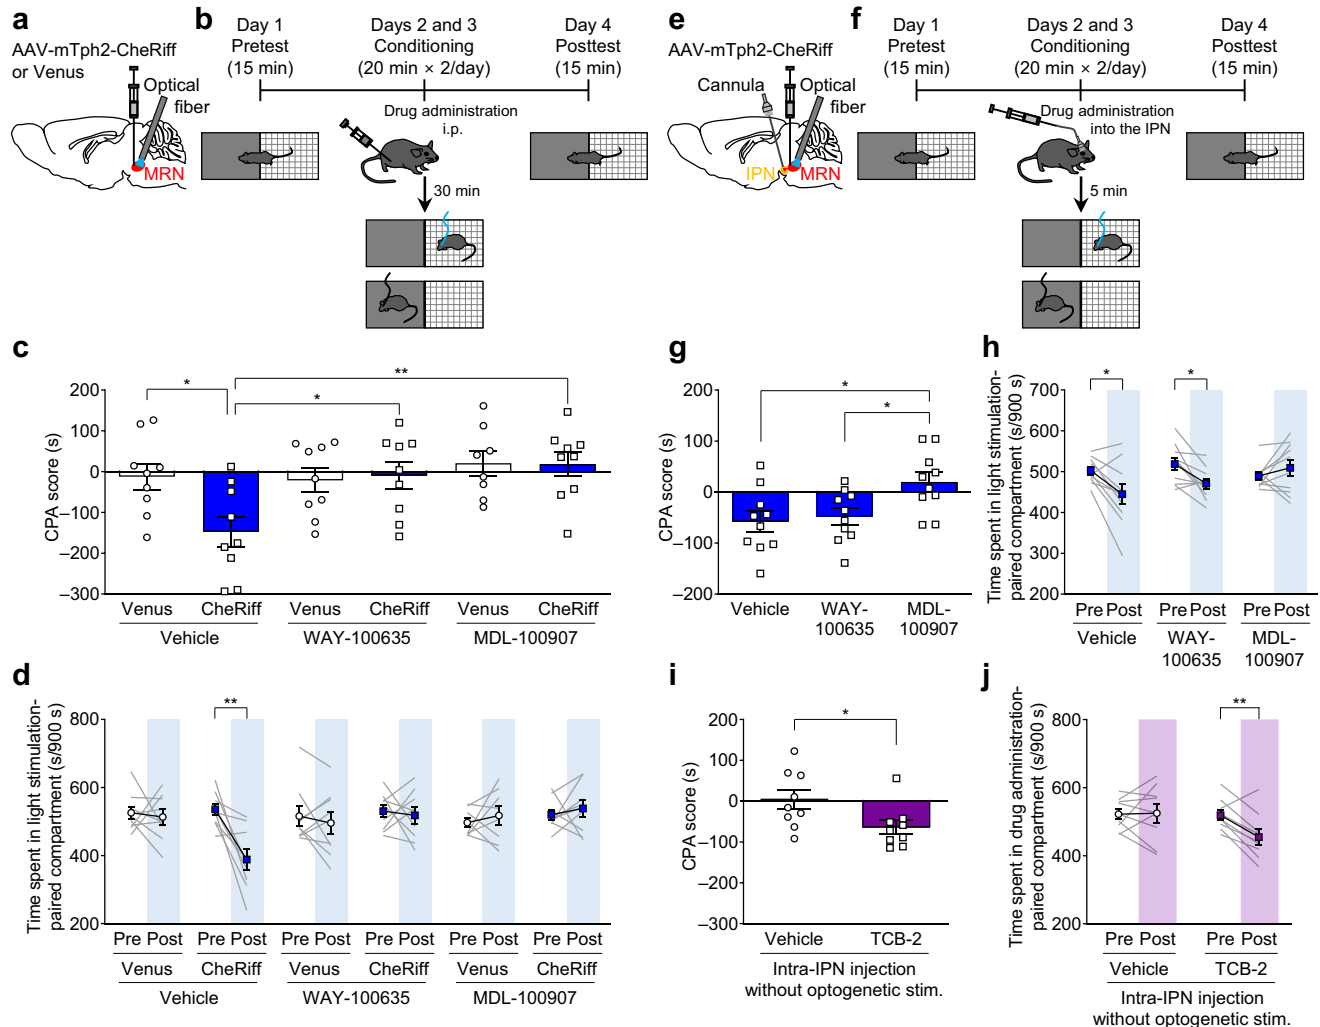 a
AAV-mTph2-CheRiff
or Venus
Optical
fiber
MRN
b
Day 1
Pretest
(15 min)
Days 2 and 3
Conditioning
(20 min × 2/day)
Day 4
Posttest
(15 min)
Drug administration
i.p.
30 min
e
AAV-mTph2-CheRiff
Cannula
Optical
fiber
IPN
MRN
f
Day 1
Pretest
(15 min)
Days 2 and 3
Conditioning
(20 min × 2/day)
Day 4
Posttest
(15 min)
Drug administration
into the IPN
5 min
c
CPA score (s)
200
100
0
–100
–200
–300
*
*
**
Venus CheRiff Venus CheRiff Venus CheRiff
Vehicle WAY-100635 MDL-100907
g
CPA score (s)
200
100
0
–100
–200
*
*
Vehicle WAY-100635 MDL-100907
h
Time spent in light stimulation-
paired compartment (s/900 s)
700
600
500
400
300
200
* *
Pre Post Pre Post Pre Post
Vehicle WAY-100635 MDL-100907
d
Time spent in light stimulation-
paired compartment (s/900 s)
800
600
400
200
**
Pre Post Pre Post Pre Post Pre Post Pre Post Pre Post
Venus CheRiff Venus CheRiff Venus CheRiff
Vehicle WAY-100635 MDL-100907
i
CPA score (s)
200
100
0
–100
–200
–300
*
Vehicle TCB-2
Intra-IPN injection
without optogenetic stim.
j
Time spent in drug administration-
paired compartment (s/900 s)
800
600
400
200
**
Pre Post Pre Post
Vehicle TCB-2
Intra-IPN injection
without optogenetic stim.